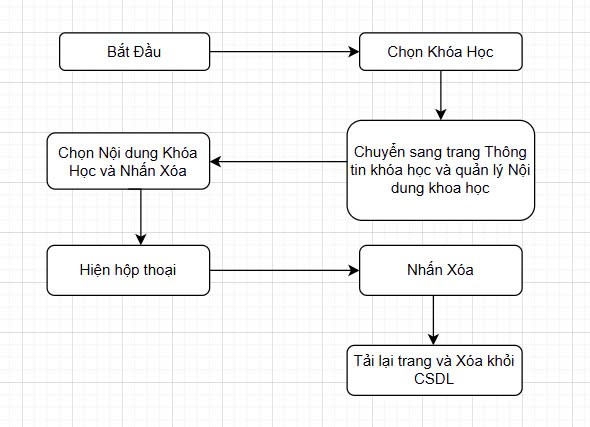 Bắt Đầu
Chọn Khóa Học
Chuyển sang trang Thông
tin khóa học và quản lý Nội
dung khoa học
Chọn Nội dung Khóa
Học và Nhấn Xóa
Hiện hộp thoại
Nhấn Xóa
Tải lại trang và Xóa khỏi
CSDL